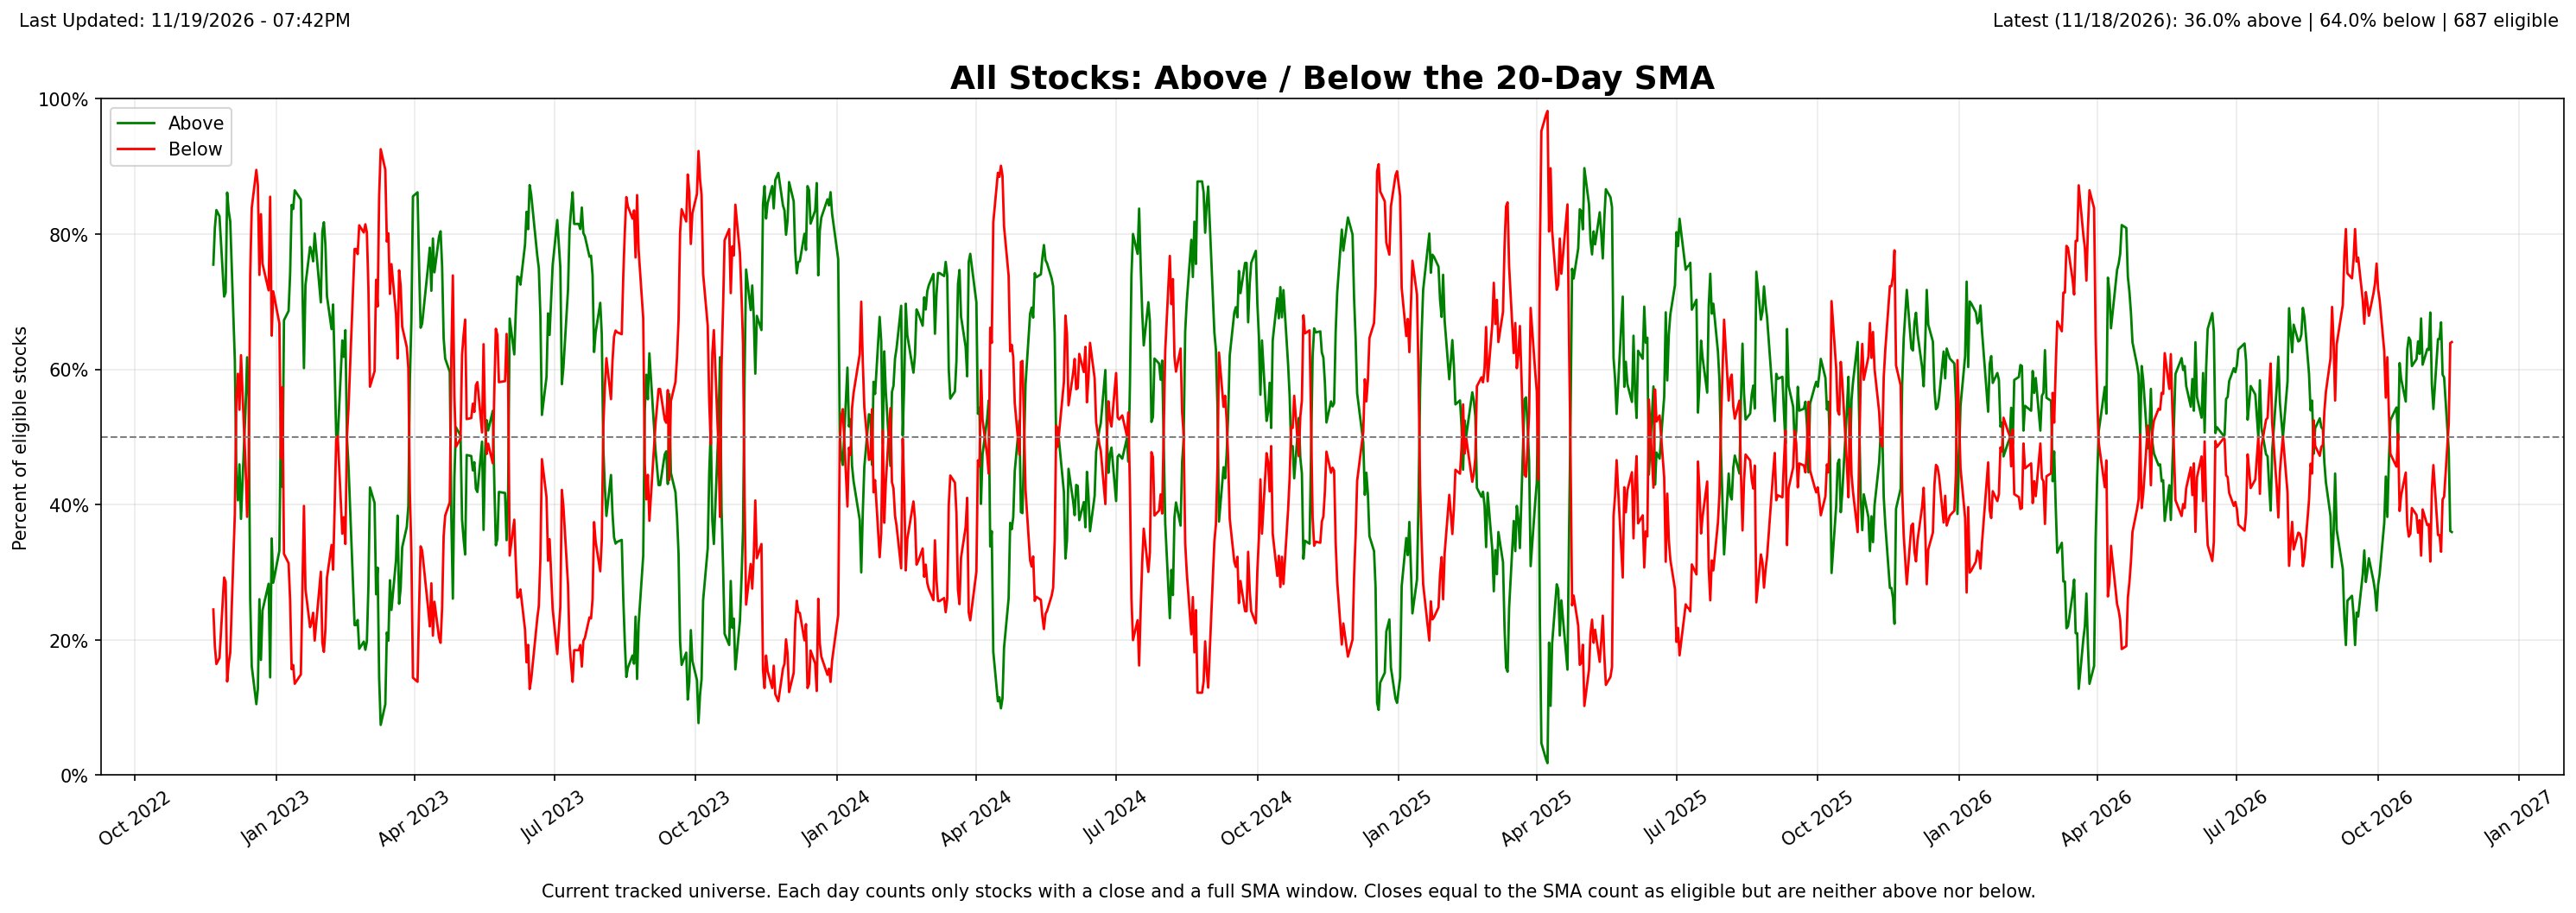 Last Updated: 11/19/2026 - 07:42PM
Latest (11/18/2026): 36.0% above | 64.0% below | 687 eligible
All Stocks: Above / Below the 20-Day SMA
Above
Below
Percent of eligible stocks
100%
80%
60%
40%
20%
0%
Oct 2022
Jan 2023
Apr 2023
Jul 2023
Oct 2023
Jan 2024
Apr 2024
Jul 2024
Oct 2024
Jan 2025
Apr 2025
Jul 2025
Oct 2025
Jan 2026
Apr 2026
Jul 2026
Oct 2026
Jan 2027
Current tracked universe. Each day counts only stocks with a close and a full SMA window. Closes equal to the SMA count as eligible but are neither above nor below.